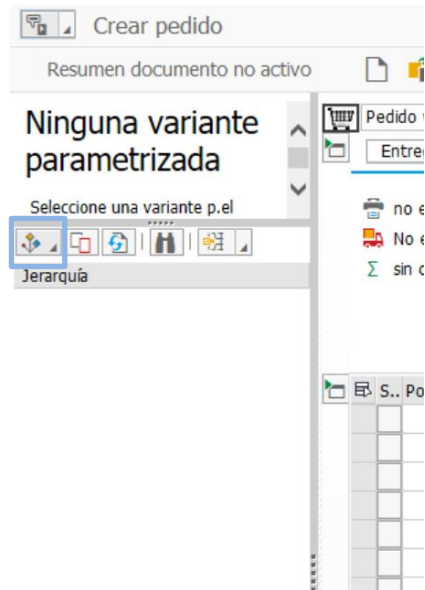 Crear pedido
Resumen documento no activo
Ninguna variante
parametrizada
Seleccione una variante p.el
Jerarquía
Pedido
Entre
no e
No e
Σ sin
S.. Po